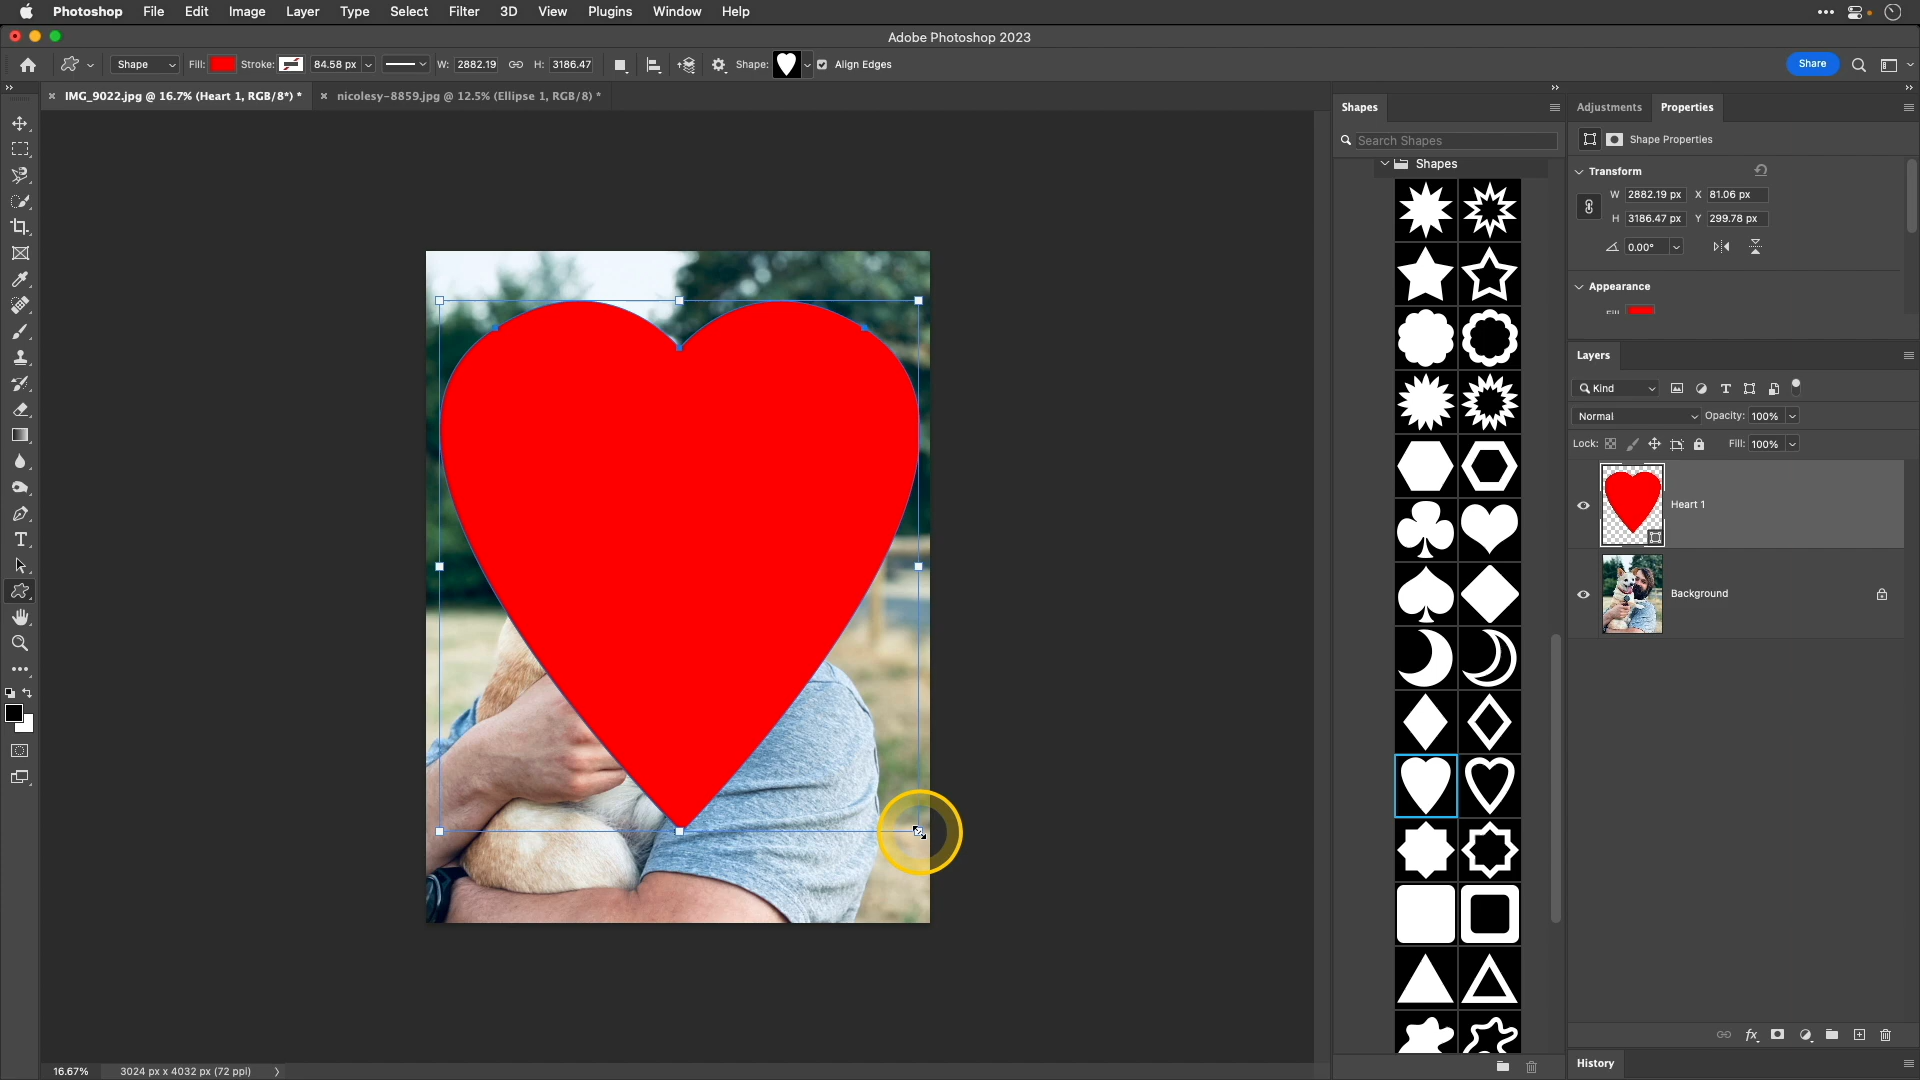 Photoshop File Edit Image Layer Type Select Filter 3D View Plugins Window Help
Adobe Photoshop 2023
Shape Fill: Stroke: 84.58 px W: 2882.19 H: 3186.47 Shape: Align Edges Share
IMG_9022.jpg @ 16.7% (Heart 1, RGB/8*) * nicolesy-8859.jpg @ 12.5% (Ellipse 1, RGB/8) *
Shapes
Search Shapes
Shapes
Adjustments Properties
Shape Properties
Transform
W 2882.19 px X 81.06 px
H 3186.47 px Y 299.78 px
0.00°
Appearance
Fill
Layers
Kind
Normal Opacity: 100%
Lock: Fill: 100%
Heart 1
Background
History
16.67% 3024 px x 4032 px (72 ppi)